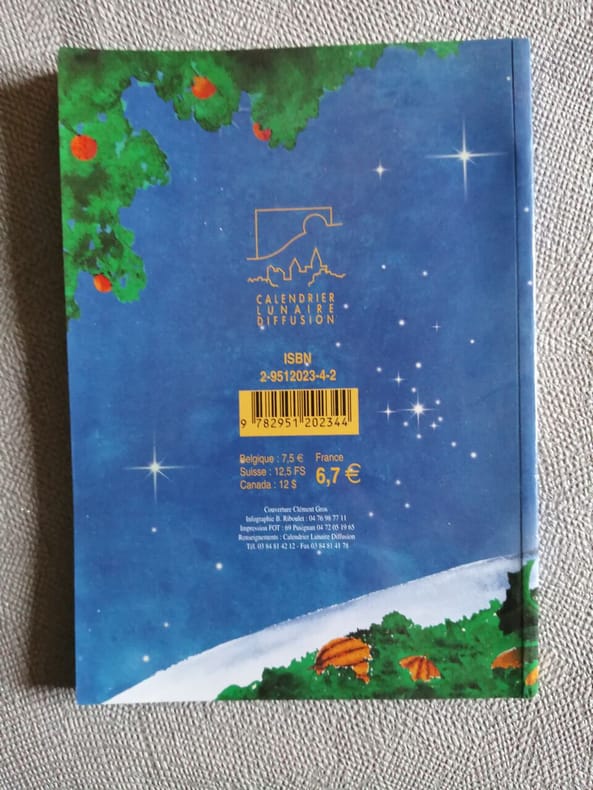 CALENDRIER
LUNAIRE
DIFFUSION
ISBN
2-9512023-4-2
9 782951 202344
Belgique : 7,5 € France
Suisse : 12,5 FS 6,7 €
Canada : 12 $
Couverture Clément Gros
Infographie B. Riboulet : 04 76 96 77 11
Impression FOT : 69 Pusignan 04 72 05 19 65
Renseignements : Calendrier Lunaire Diffusion
Tél. 03 84 81 42 12 - Fax 03 84 81 41 76